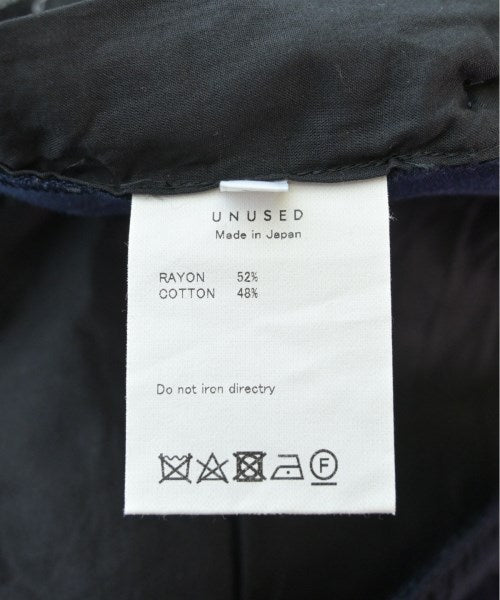 UNUSED
Made in Japan
RAYON 52%
COTTON 48%
Do not iron directry
F